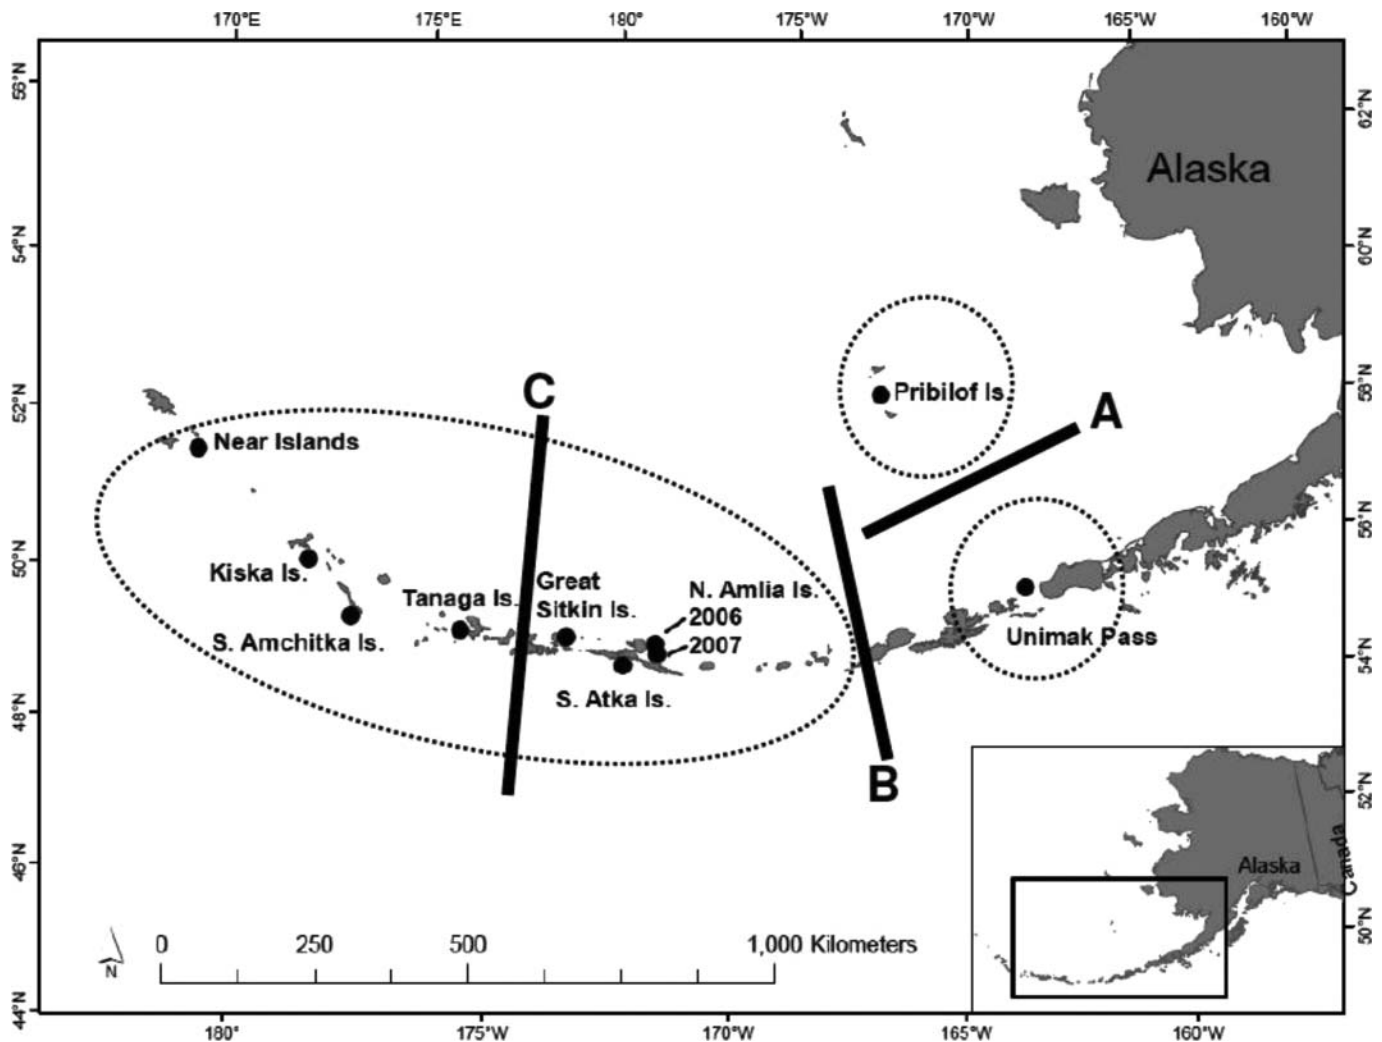 170°E 175°E 180° 175°W 170°W 165°W 160°W
56°N
62°N
Alaska
54°N
60°N
C
52°N
58°N
Pribilof Is.
A
Near Islands
56°N
50°N
Kiska Is.
Great
Sitkin Is.
N. Amlia Is.
2006
2007
Tanaga Is.
S. Amchitka Is.
Unimak Pass
54°N
S. Atka Is.
48°N
B
52°N
46°N
Alaska
Canada
50°N
N
0 250 500 1,000 Kilometers
44°N
180° 175°W 170°W 165°W 160°W